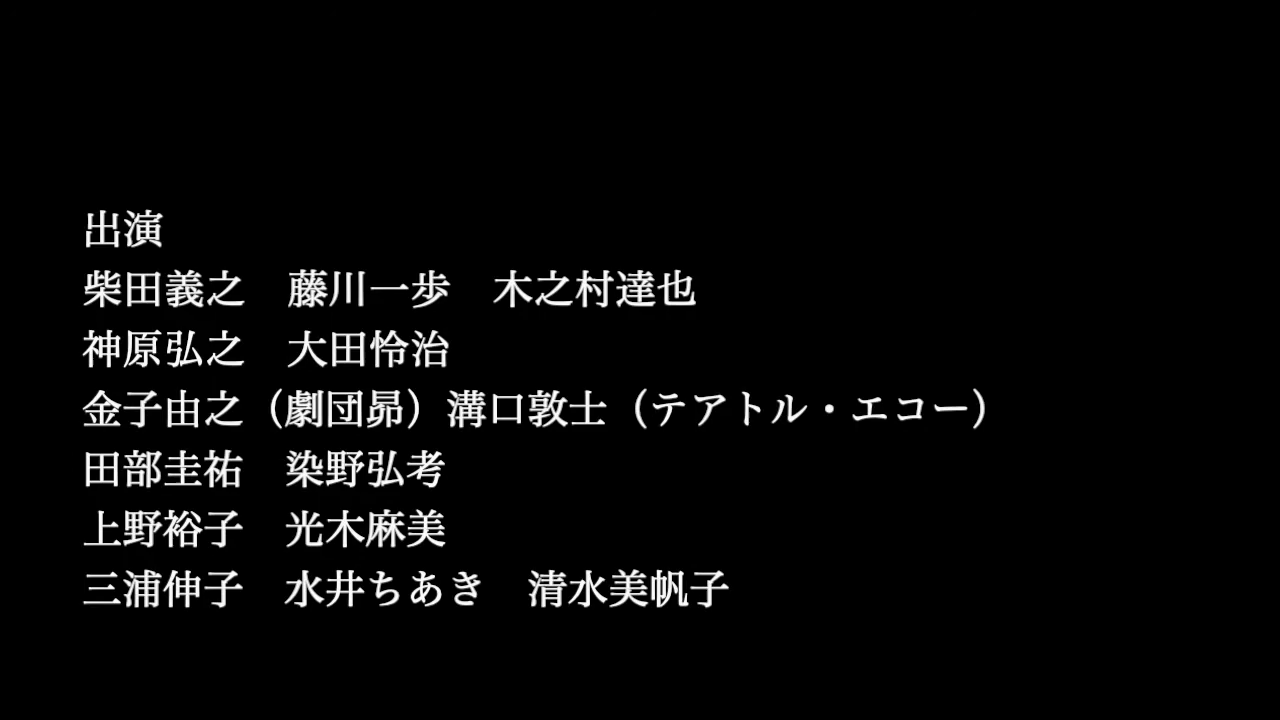 出演
柴田義之　藤川一歩　木之村達也
神原弘之　大田怜治
金子由之（劇団昴）溝口敦士（テアトル・エコー）
田部圭祐　染野弘考
上野裕子　光木麻美
三浦伸子　水井ちあき　清水美帆子